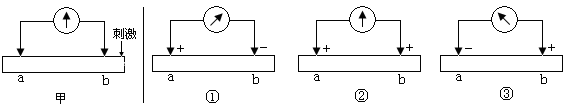 刺激
a b a + − b a + + b a − + b
甲 ① ② ③